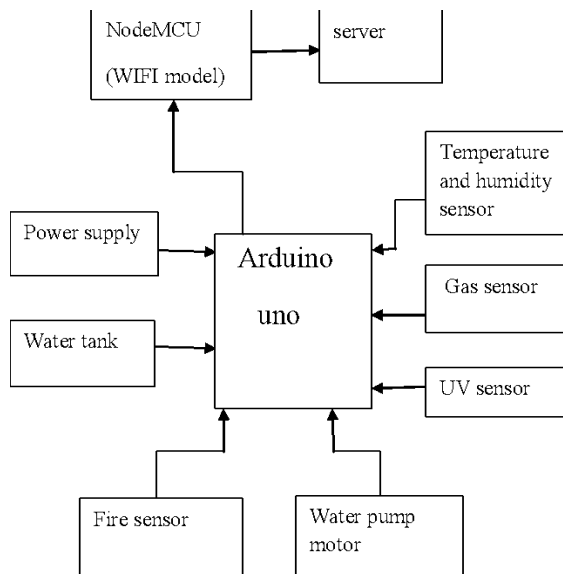 NodeMCU
(WIFI model)
server
Temperature
and humidity
sensor
Power supply
Arduino
uno
Gas sensor
Water tank
UV sensor
Fire sensor
Water pump
motor